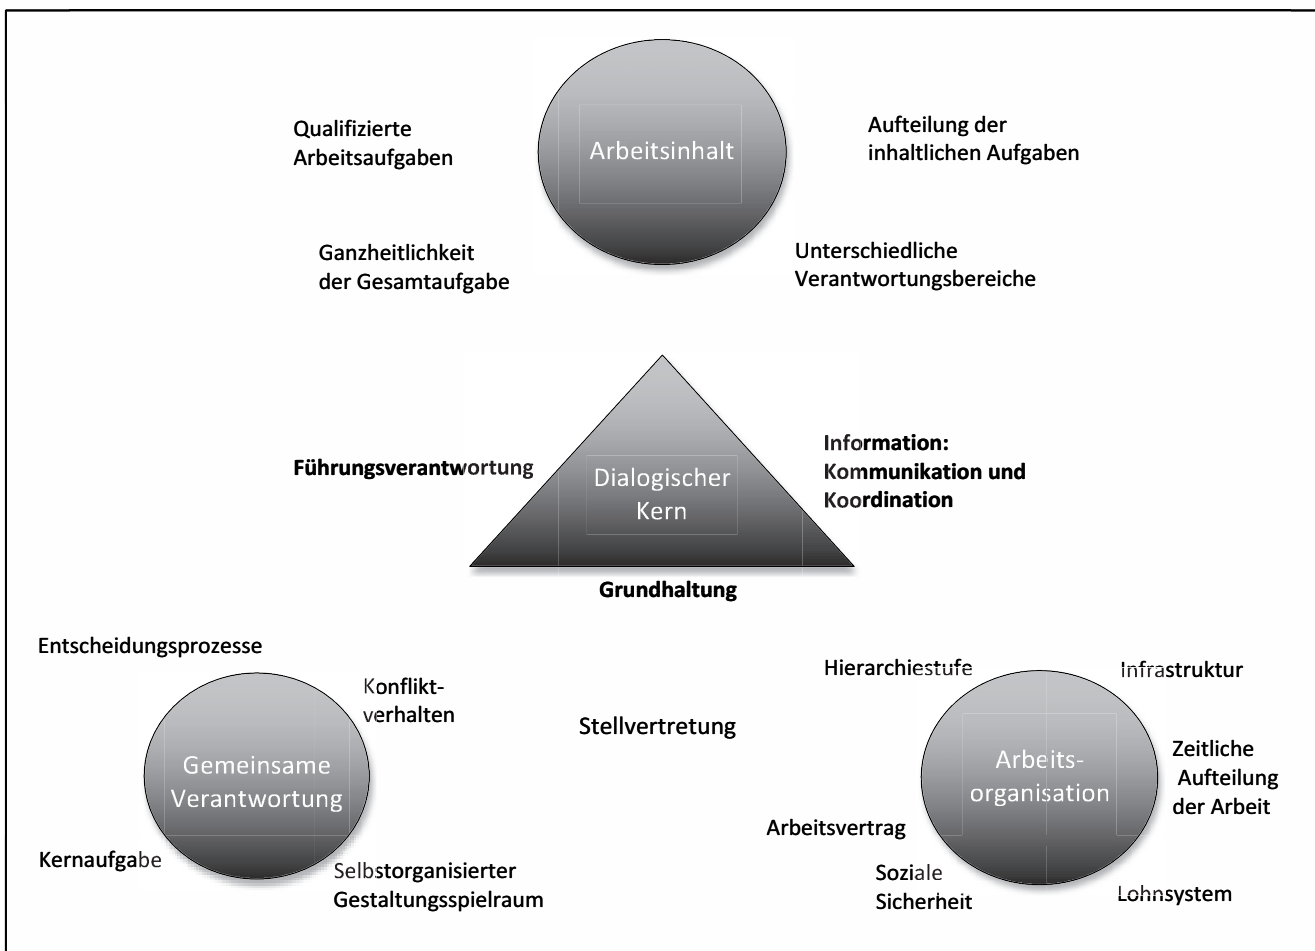 Arbeitsinhalt
Qualifizierte
Arbeitsaufgaben
Aufteilung der
inhaltlichen Aufgaben
Ganzheitlichkeit
der Gesamtaufgabe
Unterschiedliche
Verantwortungsbereiche
Führungsverantwortung
Dialogischer
Kern
Information:
Kommunikation und
Koordination
Grundhaltung
Entscheidungsprozesse
Konflikt-
verhalten
Gemeinsame
Verantwortung
Kernaufgabe
Selbstorganisierter
Gestaltungsspielraum
Stellvertretung
Hierarchiestufe
Infrastruktur
Arbeits-
organisation
Zeitliche
Aufteilung
der Arbeit
Arbeitsvertrag
Soziale
Sicherheit
Lohnsystem